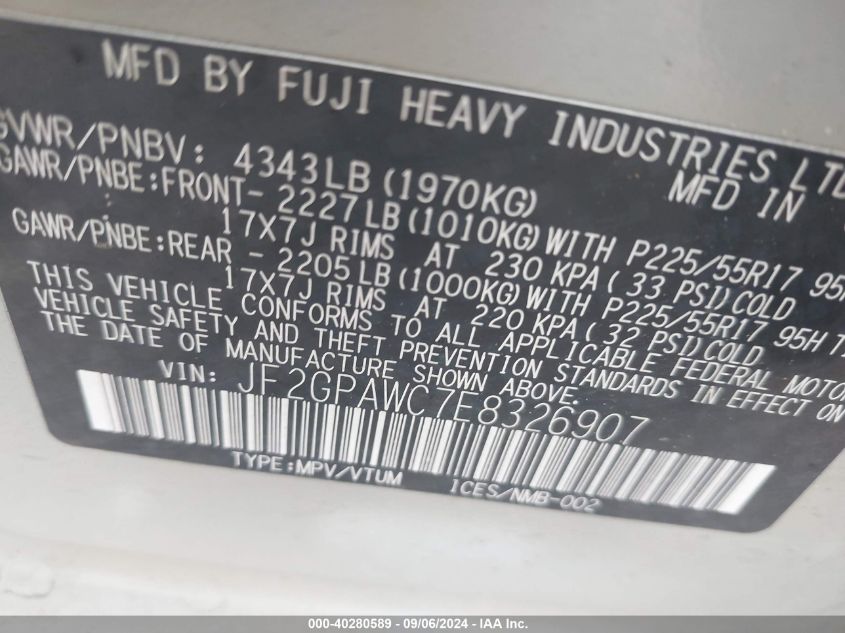 MFD BY FUJI HEAVY INDUSTRIES LTD
MFD IN
GVWR/PNBV: 4343LB (1970KG)
GAWR/PNBE:FRONT- 2227LB(1010KG)WITH P225/55R17 95H
17X7J RIMS AT 230 KPA( 33 PSI)COLD
GAWR/PNBE:REAR - 2205LB(1000KG)WITH P225/55R17 95H
17X7J RIMS AT 220 KPA( 32 PSI)COLD
THIS VEHICLE CONFORMS TO ALL APPLICABLE FEDERAL MOTOR
VEHICLE SAFETY AND THEFT PREVENTION STANDARDS IN EFFECT ON
THE DATE OF MANUFACTURE SHOWN ABOVE.
VIN: JF2GPAWC7E8326907
TYPE:MPV/VTUM ICES/NMB-002
000-40280589 - 09/06/2024 - IAA Inc.